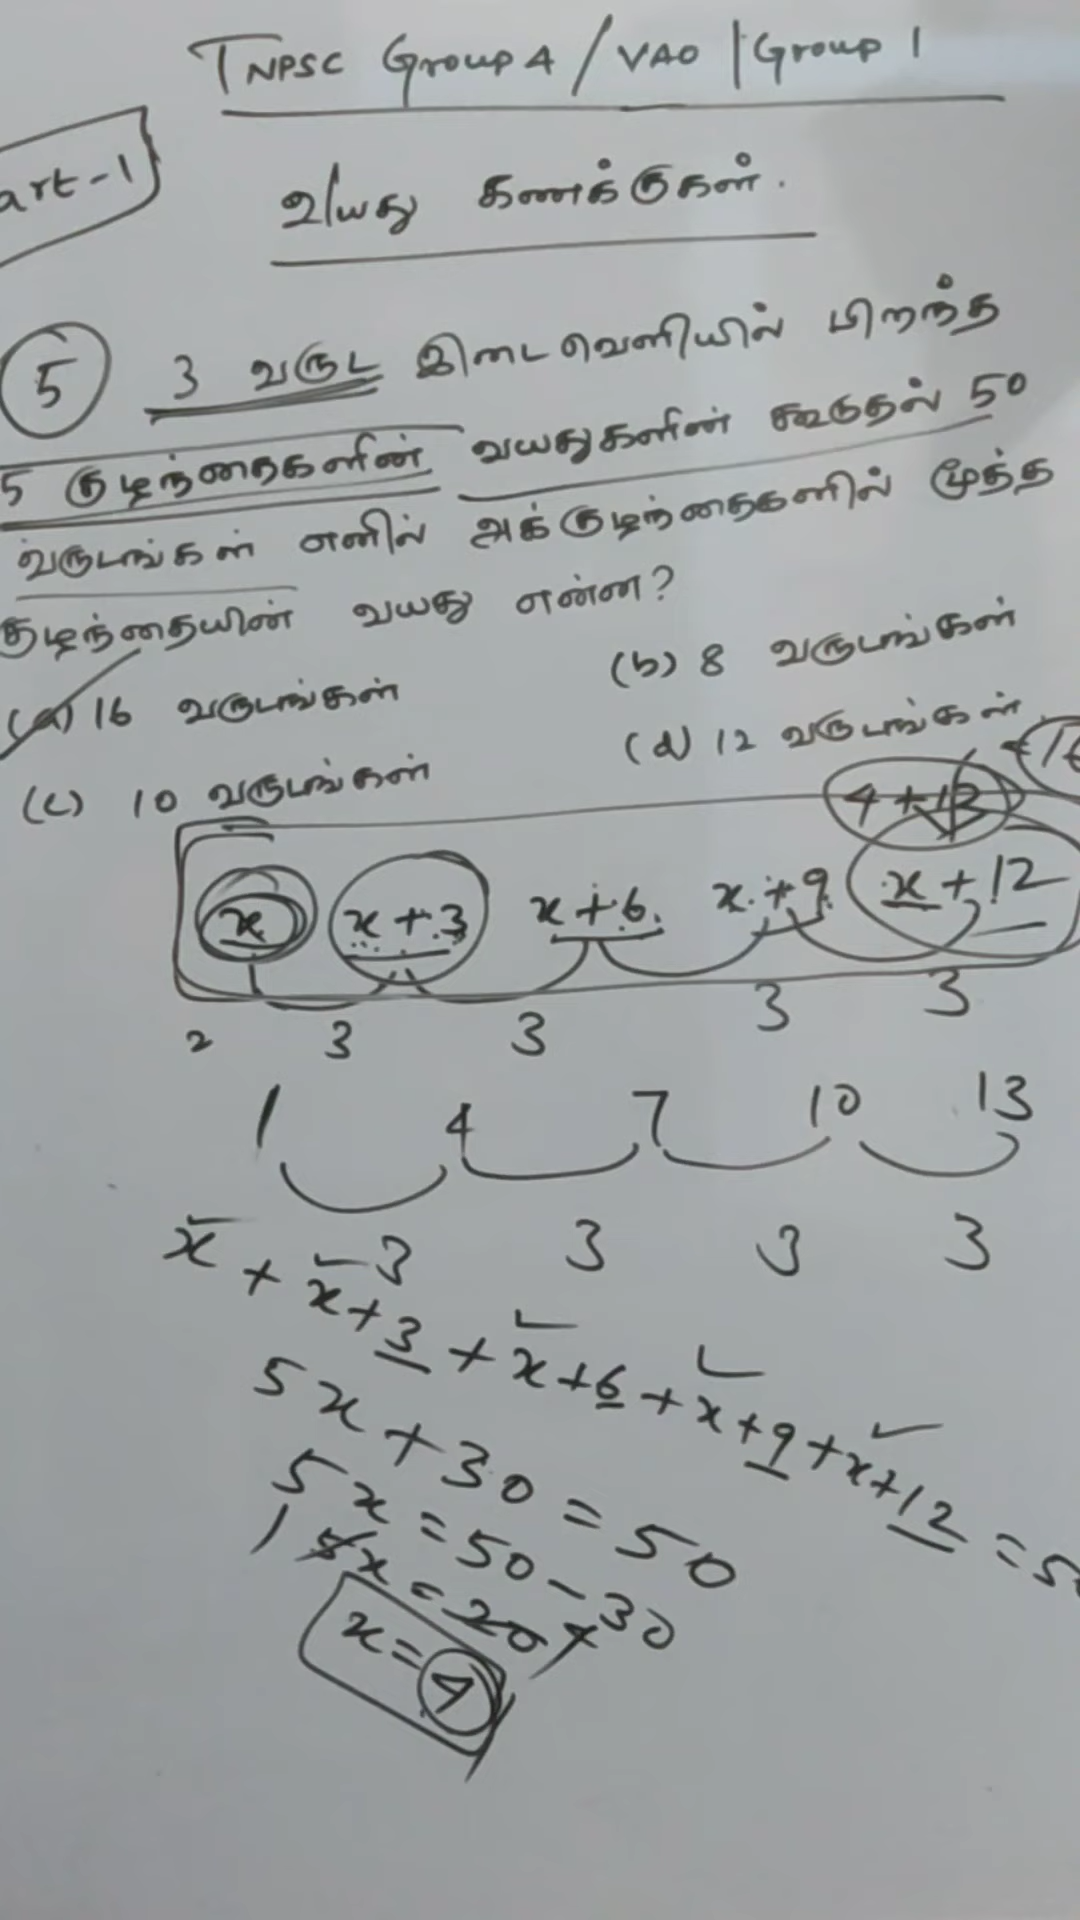 TNPSC Group 4 / VAO | Group 1
art-1
வயது கணக்குகள்.
5 3 வருட இடைவெளியில் பிறந்த
5 குழந்தைகளின் வயதுகளின் கூடுதல் 50
வருடங்கள் எனில் அக்குழந்தைகளில் மூத்த
குழந்தையின் வயது என்ன?
(a) 16 வருடங்கள் (b) 8 வருடங்கள்
(c) 10 வருடங்கள் (d) 12 வருடங்கள்
4+12
x x+3 x+6 x+9 x+12
2 3 3 3 3
1 4 7 10 13
3 3 3 3
x + x+3 + x+6 + x+9 + x+12 = 5
5x + 30 = 50
5x = 50 - 30
1 5x = 20 4
x = 4